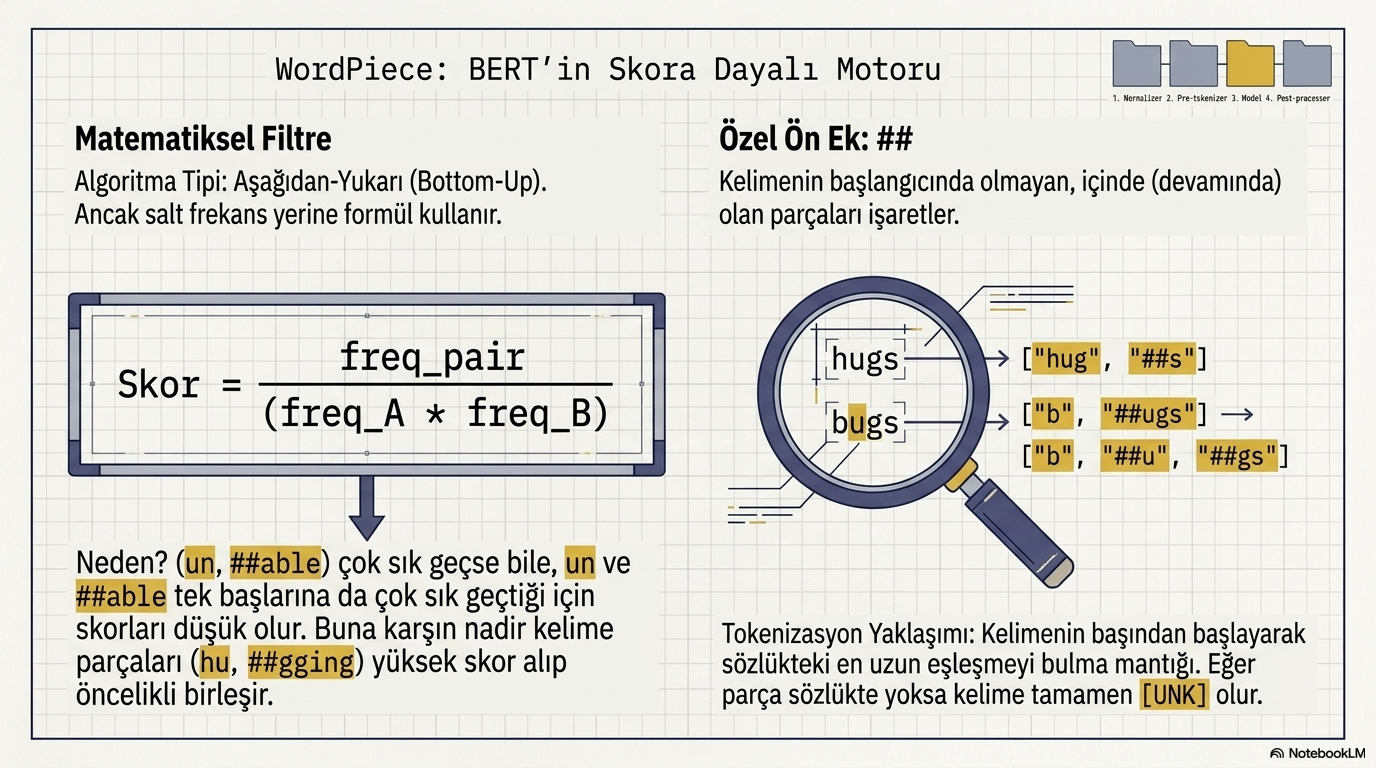 WordPiece: BERT’in Skora Dayalı Motoru
1. Normalizer 2. Pre-tskenizer 3. Model 4. Pest-processer
Matematiksel Filtre
Algoritma Tipi: Aşağıdan-Yukarı (Bottom-Up).
Ancak salt frekans yerine formül kullanır.
Skor = freq_pair
(freq_A * freq_B)
Neden? (un, ##able) çok sık geçse bile, un ve
##able tek başlarına da çok sık geçtiği için
skorları düşük olur. Buna karşın nadir kelime
parçaları (hu, ##gging) yüksek skor alıp
öncelikli birleşir.
Özel Ön Ek: ##
Kelimenin başlangıcında olmayan, içinde (devamında)
olan parçaları işaretler.
hugs → ["hug", "##s"]
bugs → ["b", "##ugs"] →
["b", "##u", "##gs"]
Tokenizasyon Yaklaşımı: Kelimenin başından başlayarak
sözlükteki en uzun eşleşmeyi bulma mantığı. Eğer
parça sözlükte yoksa kelime tamamen [UNK] olur.
NotebookLM